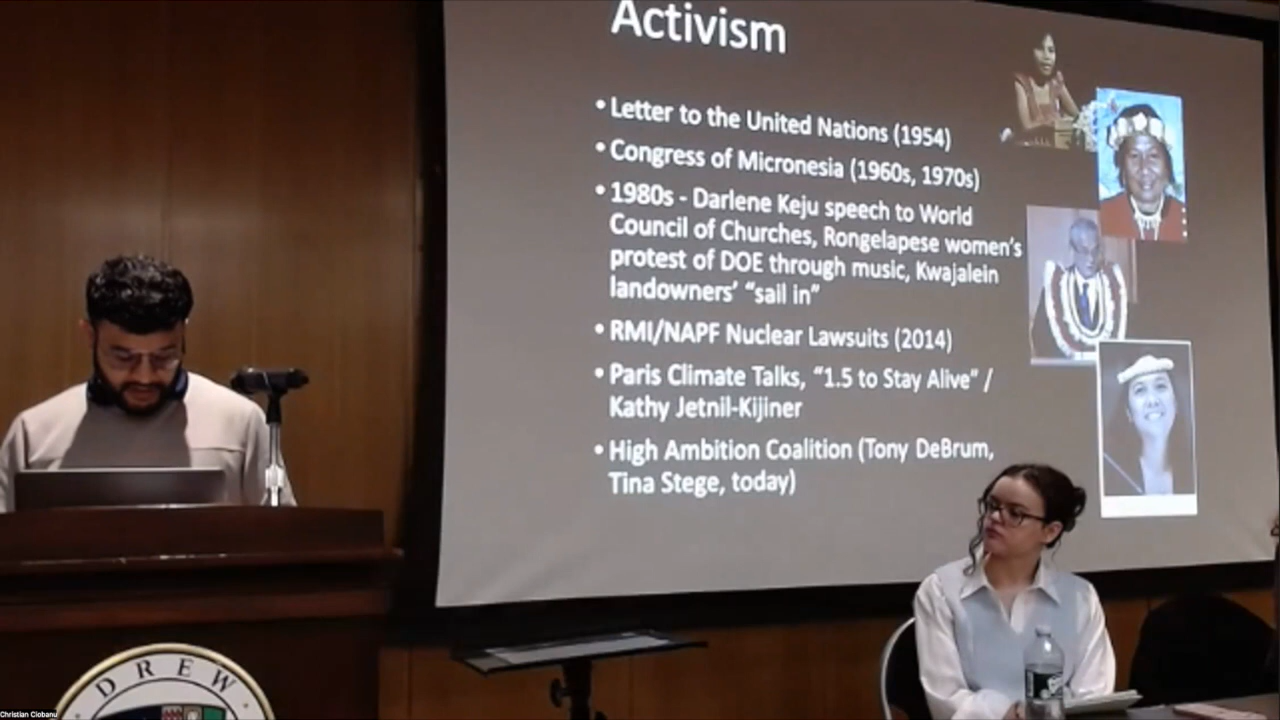 Activism
• Letter to the United Nations (1954)
• Congress of Micronesia (1960s, 1970s)
• 1980s - Darlene Keju speech to World
Council of Churches, Rongelapese women's
protest of DOE through music, Kwajalein
landowners' “sail in”
• RMI/NAPF Nuclear Lawsuits (2014)
• Paris Climate Talks, “1.5 to Stay Alive” /
Kathy Jetnil-Kijiner
• High Ambition Coalition (Tony DeBrum,
Tina Stege, today)
DREW
Christian Ciobanu